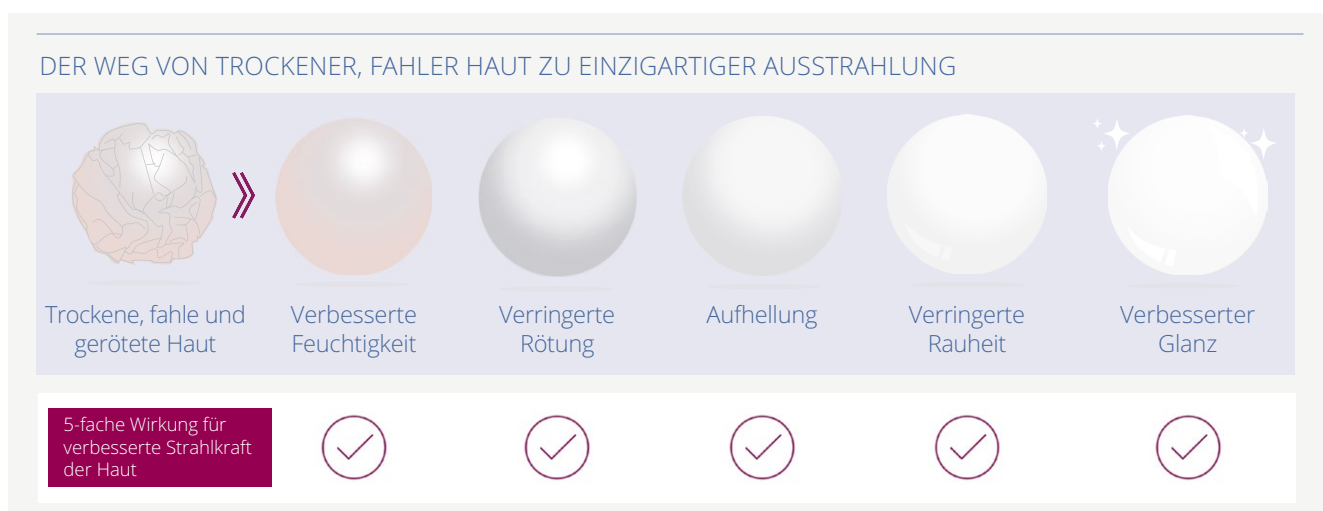 DER WEG VON TROCKENER, FAHLER HAUT ZU EINZIGARTIGER AUSSTRAHLUNG
Trockene, fahle und
gerötete Haut
Verbesserte
Feuchtigkeit
Verringerte
Rötung
Aufhellung
Verringerte
Rauheit
Verbesserter
Glanz
5-fache Wirkung für
verbesserte Strahlkraft
der Haut